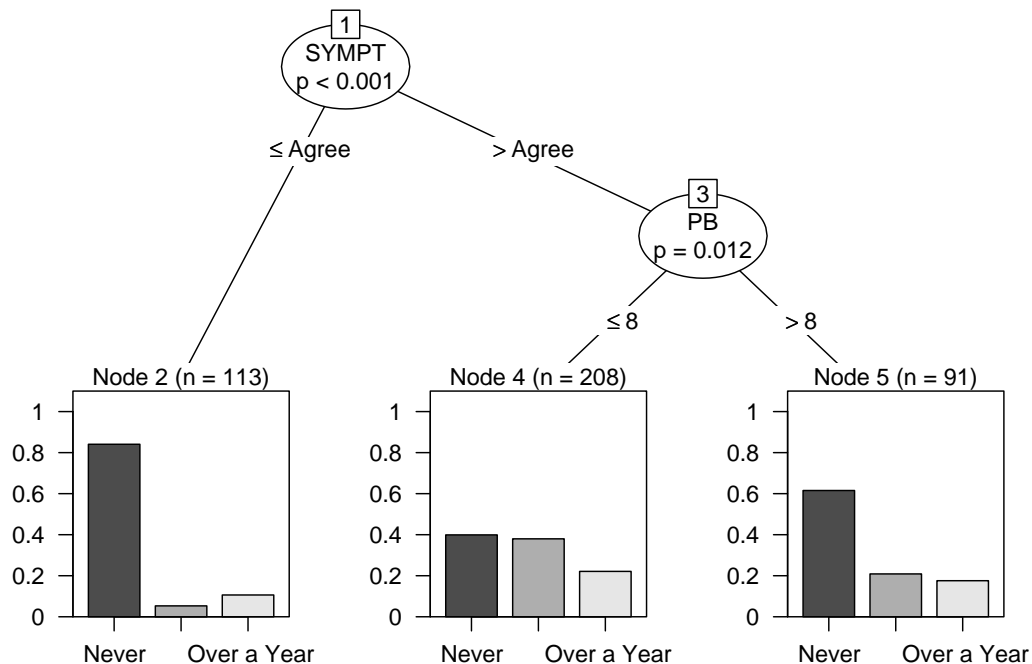 1
SYMPT
p < 0.001
≤ Agree
> Agree
3
PB
p = 0.012
≤ 8
> 8
Node 2 (n = 113)
1
0.8
0.6
0.4
0.2
0
Never
Over a Year
Node 4 (n = 208)
1
0.8
0.6
0.4
0.2
0
Never
Over a Year
Node 5 (n = 91)
1
0.8
0.6
0.4
0.2
0
Never
Over a Year